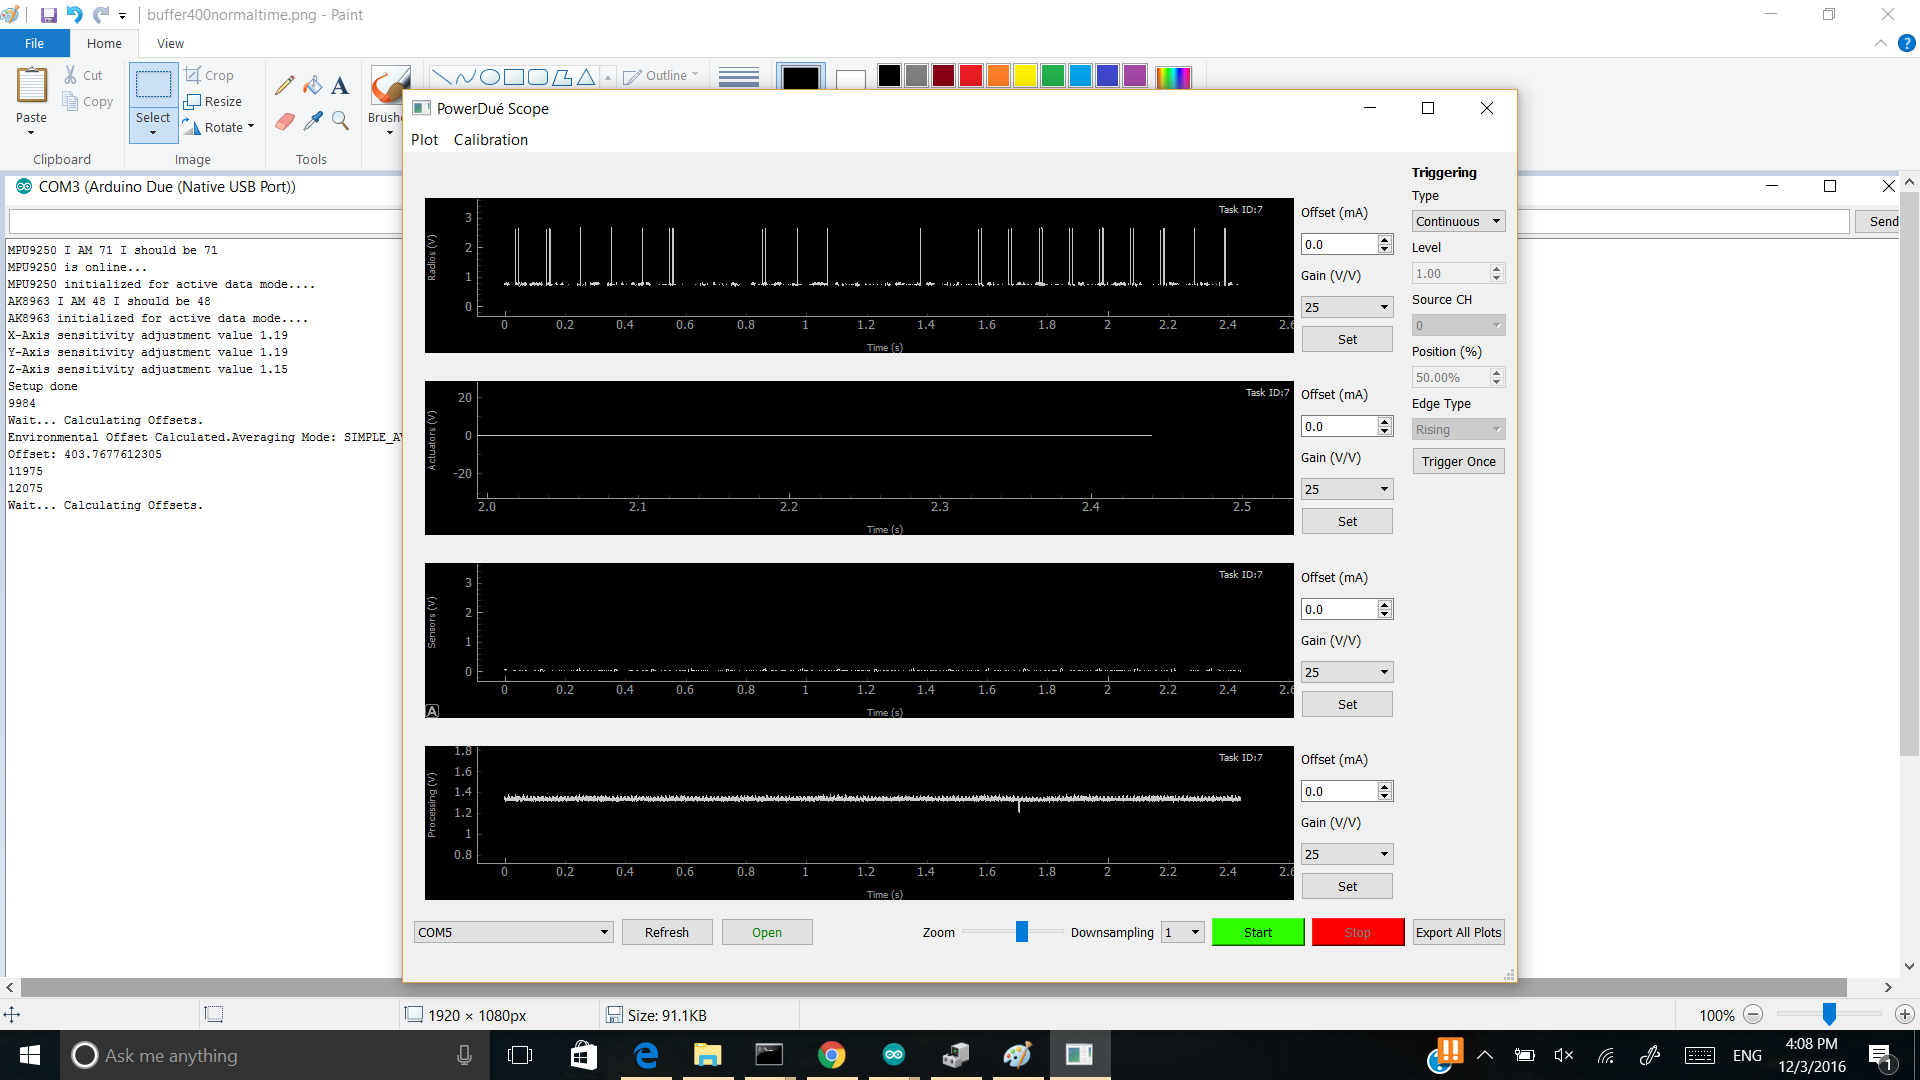 buffer400normaltime.png - Paint
File Home View
Paste
Cut
Copy
Clipboard
Select
Crop
Resize
Rotate
Image
Tools
Outline
COM3 (Arduino Due (Native USB Port))
Send
MPU9250 I AM 71 I should be 71
MPU9250 is online...
MPU9250 initialized for active data mode....
AK8963 I AM 48 I should be 48
AK8963 initialized for active data mode....
X-Axis sensitivity adjustment value 1.19
Y-Axis sensitivity adjustment value 1.19
Z-Axis sensitivity adjustment value 1.15
Setup done
9984
Wait... Calculating Offsets.
Environmental Offset Calculated.Averaging Mode:
Offset: 403.7677612305
11975
12075
Wait... Calculating Offsets.
PowerDué Scope
Plot Calibration
Task ID:7
Radios (V)
3
2
1
0
0 0.2 0.4 0.6 0.8 1 1.2 1.4 1.6 1.8 2 2.2 2.4
Time (s)
Offset (mA)
0.0
Gain (V/V)
25
Set
Task ID:7
Actuators (V)
20
0
-20
2.0 2.1 2.2 2.3 2.4 2.5
Time (s)
Offset (mA)
0.0
Gain (V/V)
25
Set
Task ID:7
Sensors (V)
3
2
1
0
0 0.2 0.4 0.6 0.8 1 1.2 1.4 1.6 1.8 2 2.2 2.4
Time (s)
A
Offset (mA)
0.0
Gain (V/V)
25
Set
Task ID:7
Processing (V)
1.8
1.6
1.4
1.2
1
0.8
0 0.2 0.4 0.6 0.8 1 1.2 1.4 1.6 1.8 2 2.2 2.4
Time (s)
Offset (mA)
0.0
Gain (V/V)
25
Set
Triggering
Type
Continuous
Level
1.00
Source CH
0
Position (%)
50.00%
Edge Type
Rising
Trigger Once
COM5 Refresh Open Zoom Downsampling 1 Start Stop Export All Plots
1920 × 1080px Size: 91.1KB 100%
Ask me anything
ENG
4:08 PM
12/3/2016
1